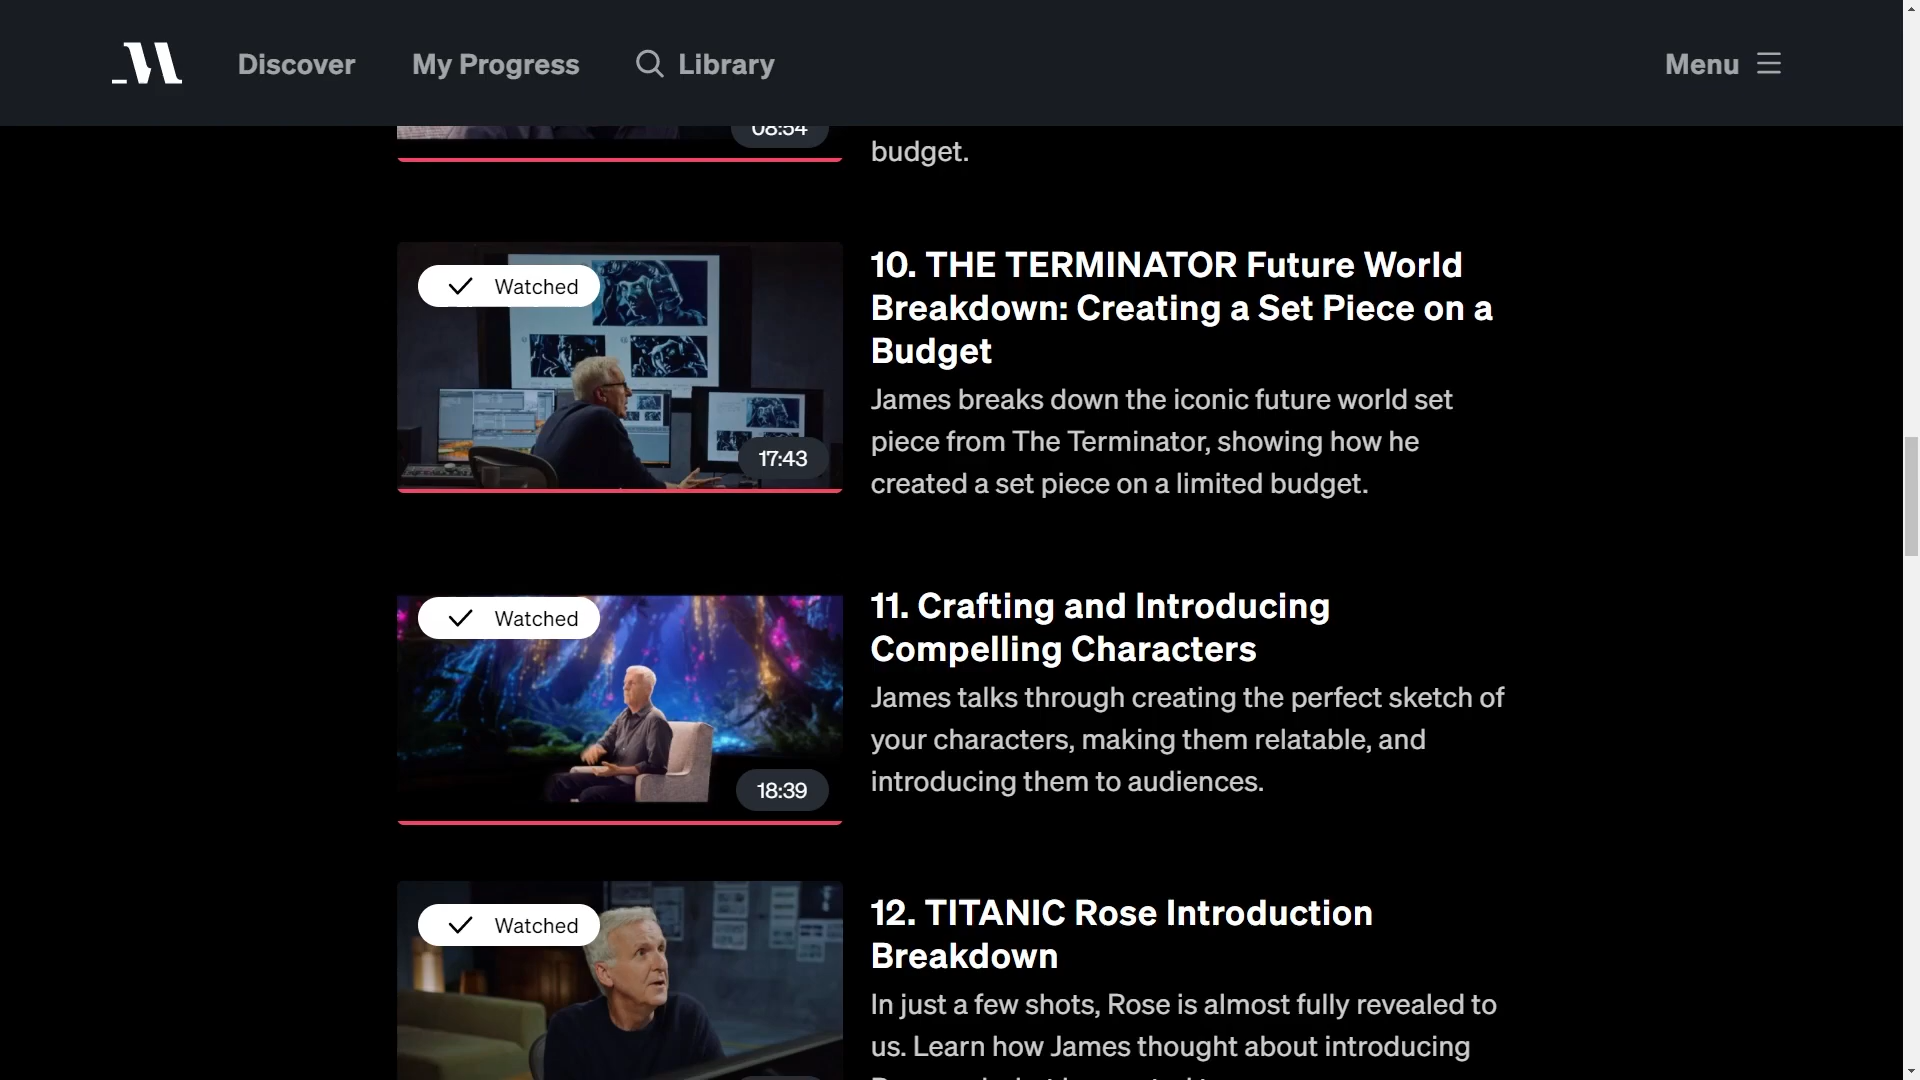 Discover
My Progress
Library
Menu
08:54
budget.
Watched
17:43
10. THE TERMINATOR Future World
Breakdown: Creating a Set Piece on a
Budget
James breaks down the iconic future world set
piece from The Terminator, showing how he
created a set piece on a limited budget.
Watched
18:39
11. Crafting and Introducing
Compelling Characters
James talks through creating the perfect sketch of
your characters, making them relatable, and
introducing them to audiences.
Watched
12. TITANIC Rose Introduction
Breakdown
In just a few shots, Rose is almost fully revealed to
us. Learn how James thought about introducing